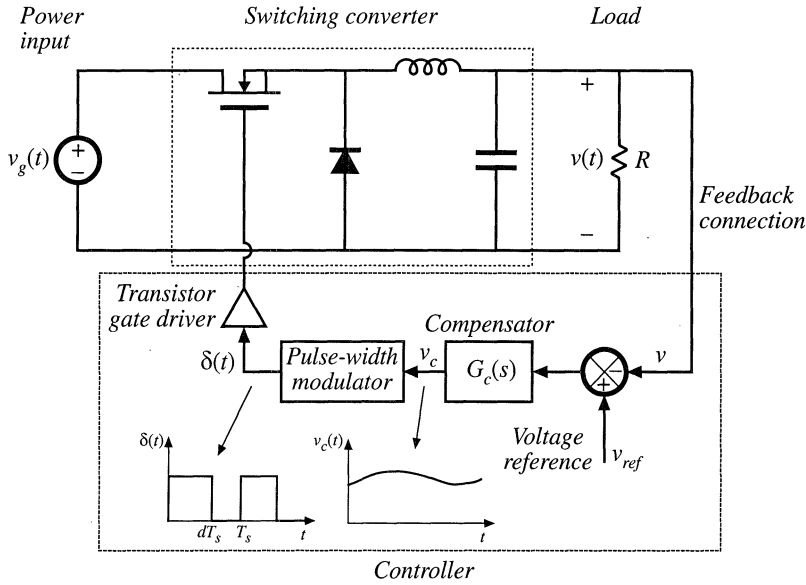 Power
input
Switching converter
Load
+
v_g(t)
+
−
v(t)
R
−
Feedback
connection
Transistor
gate driver
Compensator
δ(t)
Pulse-width
modulator
v_c
G_c(s)
−
+
v
Voltage
reference
v_ref
δ(t)
v_c(t)
dT_s
T_s
t
t
Controller